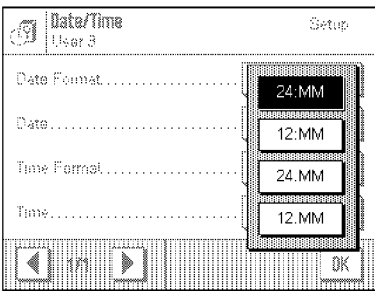 Date/Time
User 3
Setup
Date Format
24:MM
Date
12:MM
Time Format
24.MM
Time
12.MM
1/1
OK